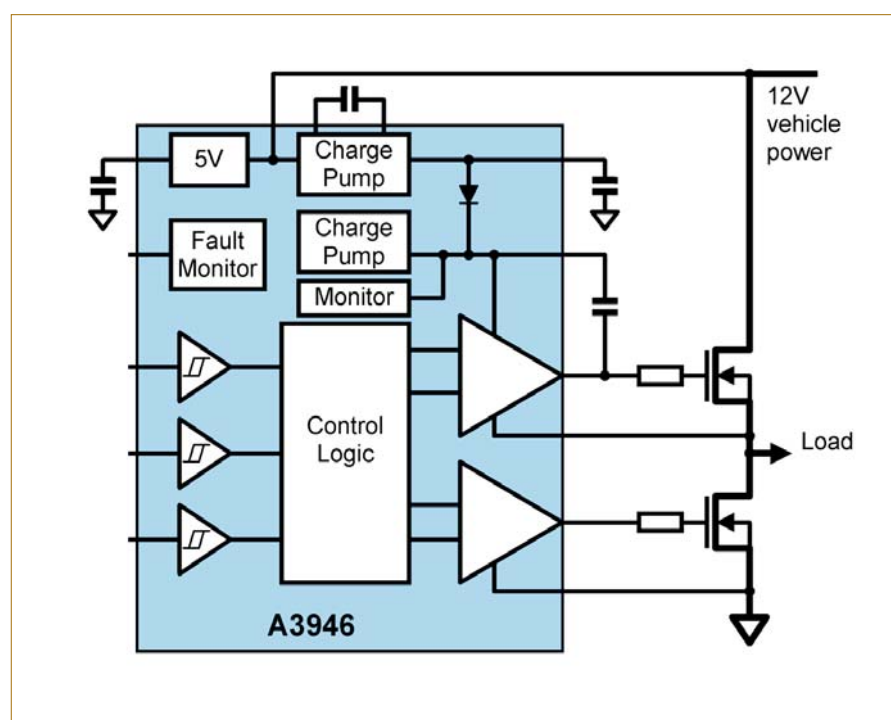 12V
vehicle
power
5V
Charge
Pump
Fault
Monitor
Charge
Pump
Monitor
Control
Logic
Load
A3946